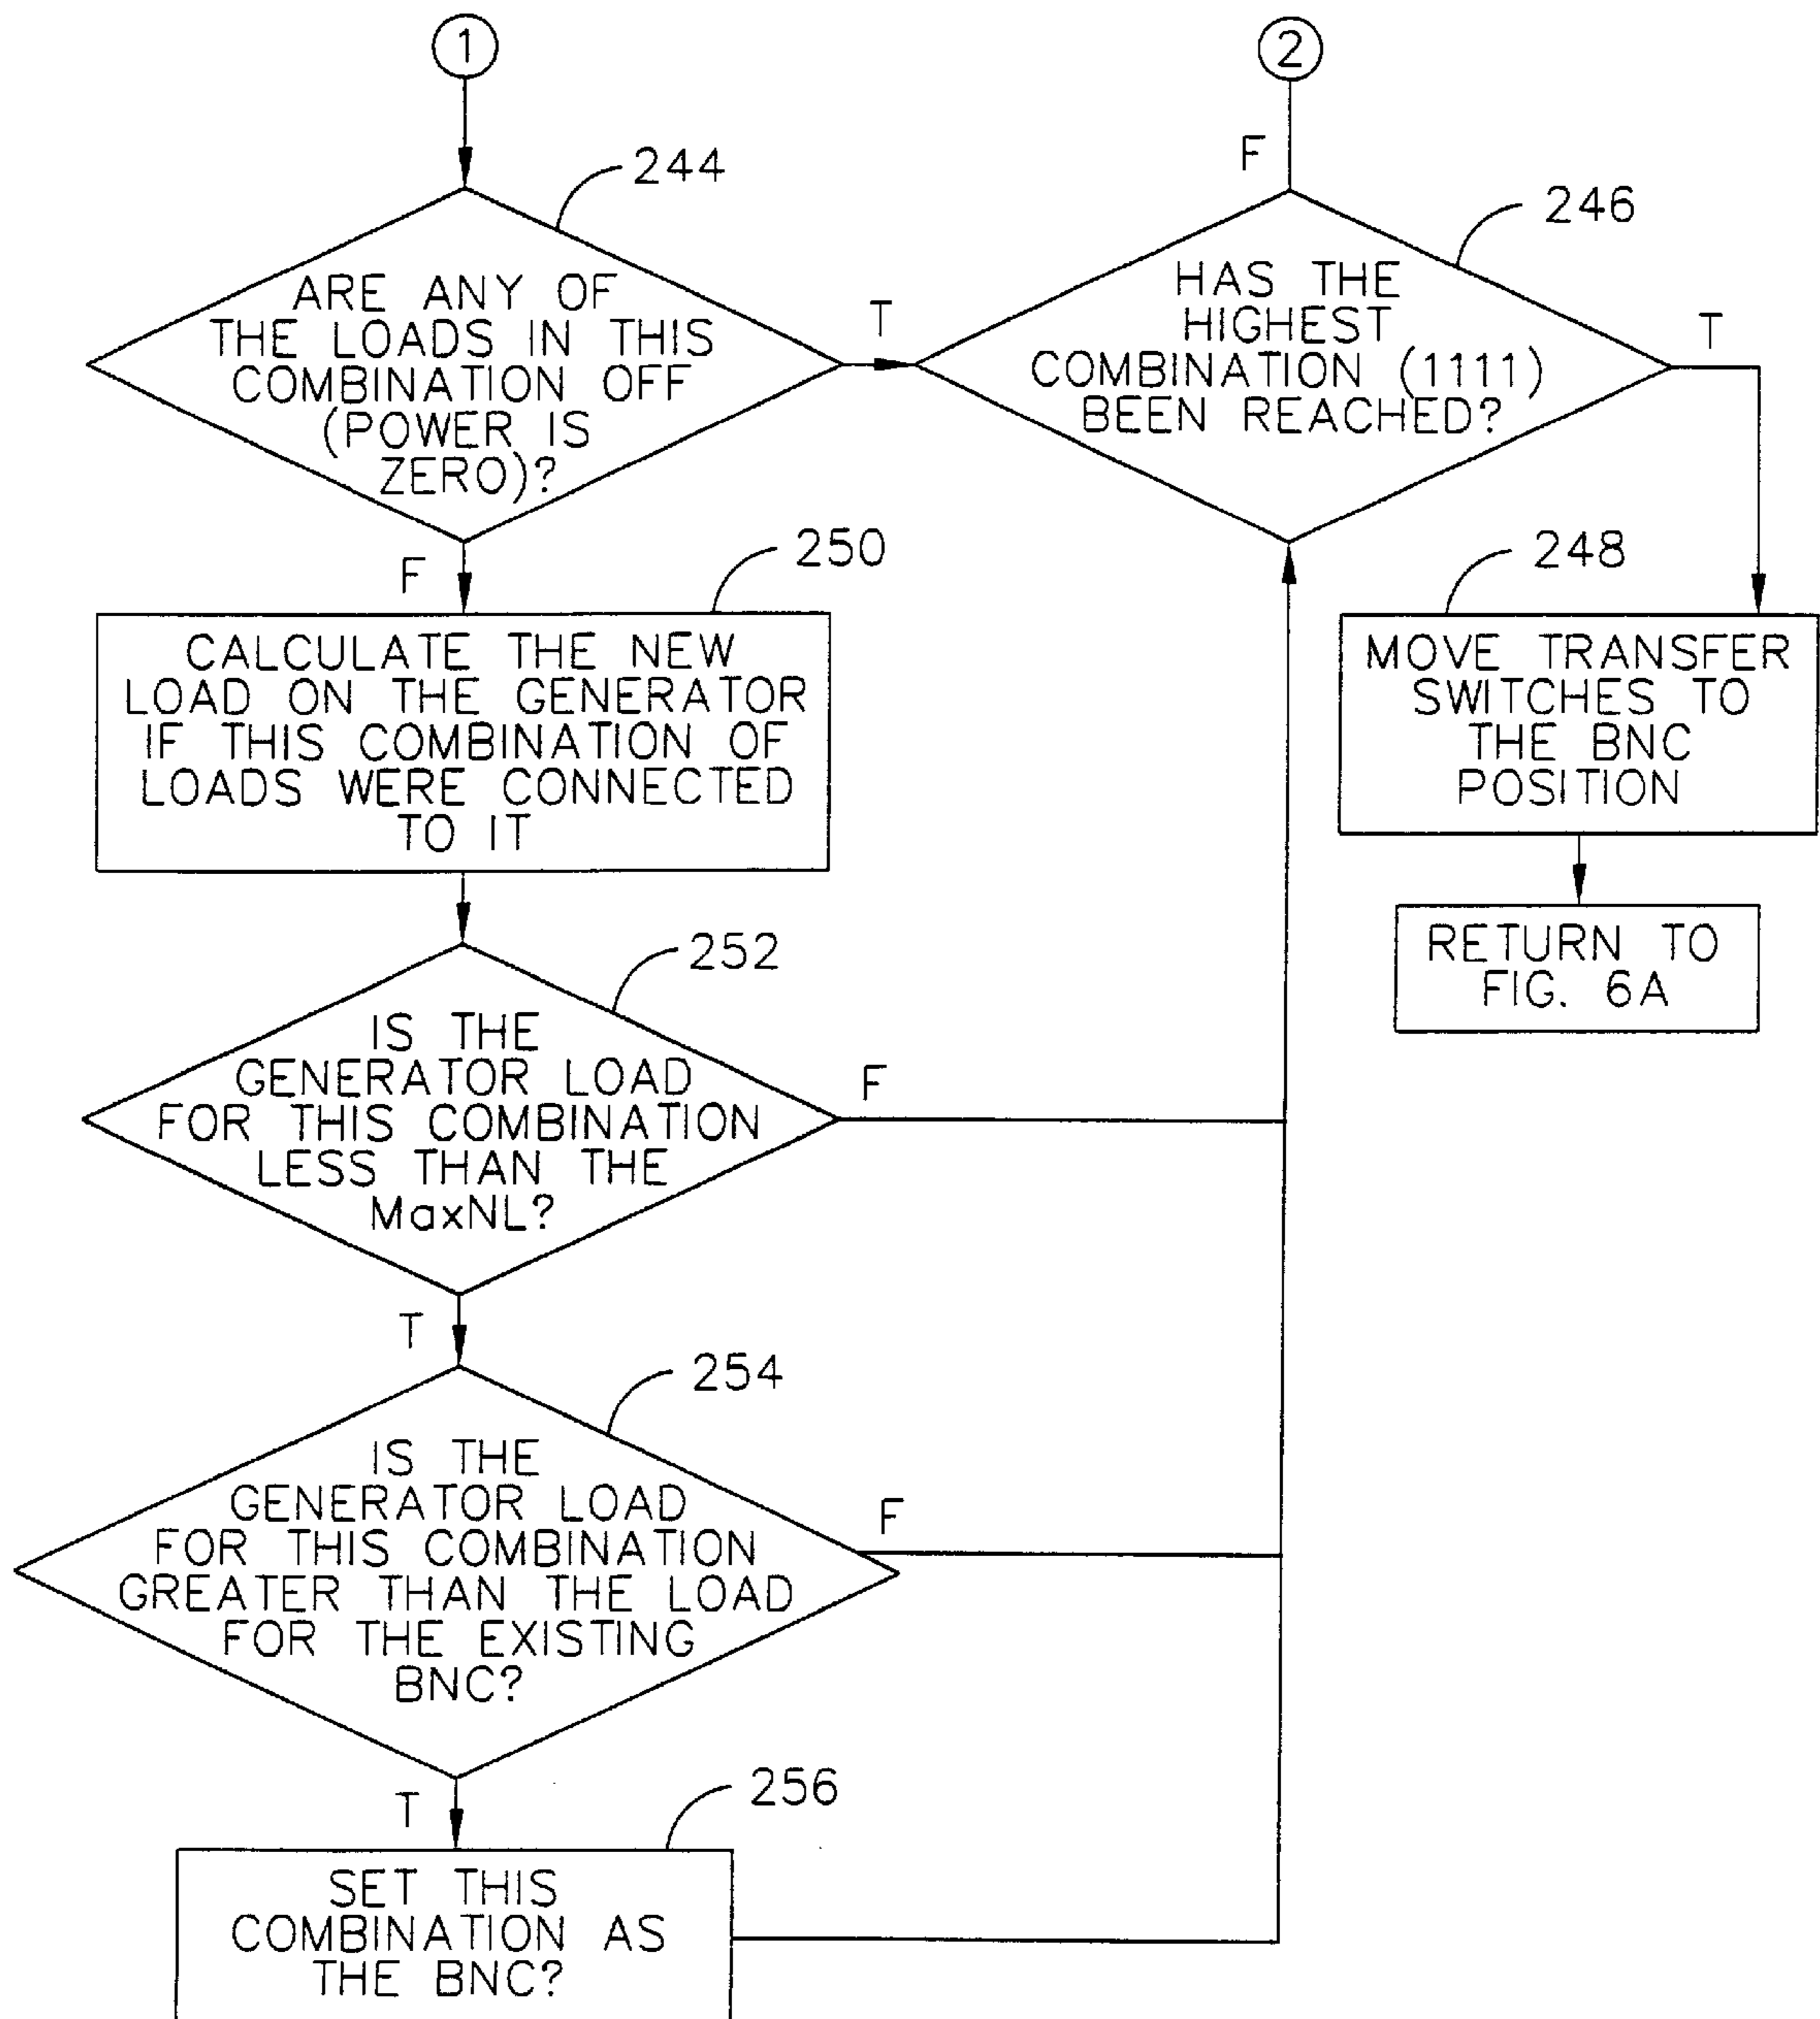 1
2
244
ARE ANY OF
THE LOADS IN THIS
COMBINATION OFF
(POWER IS
ZERO)?
T
F
F
246
HAS THE
HIGHEST
COMBINATION (1111)
BEEN REACHED?
T
250
CALCULATE THE NEW
LOAD ON THE GENERATOR
IF THIS COMBINATION OF
LOADS WERE CONNECTED
TO IT
248
MOVE TRANSFER
SWITCHES TO
THE BNC
POSITION
RETURN TO
FIG. 6A
252
IS THE
GENERATOR LOAD
FOR THIS COMBINATION
LESS THAN THE
MaxNL?
F
T
254
IS THE
GENERATOR LOAD
FOR THIS COMBINATION
GREATER THAN THE LOAD
FOR THE EXISTING
BNC?
F
T
256
SET THIS
COMBINATION AS
THE BNC?